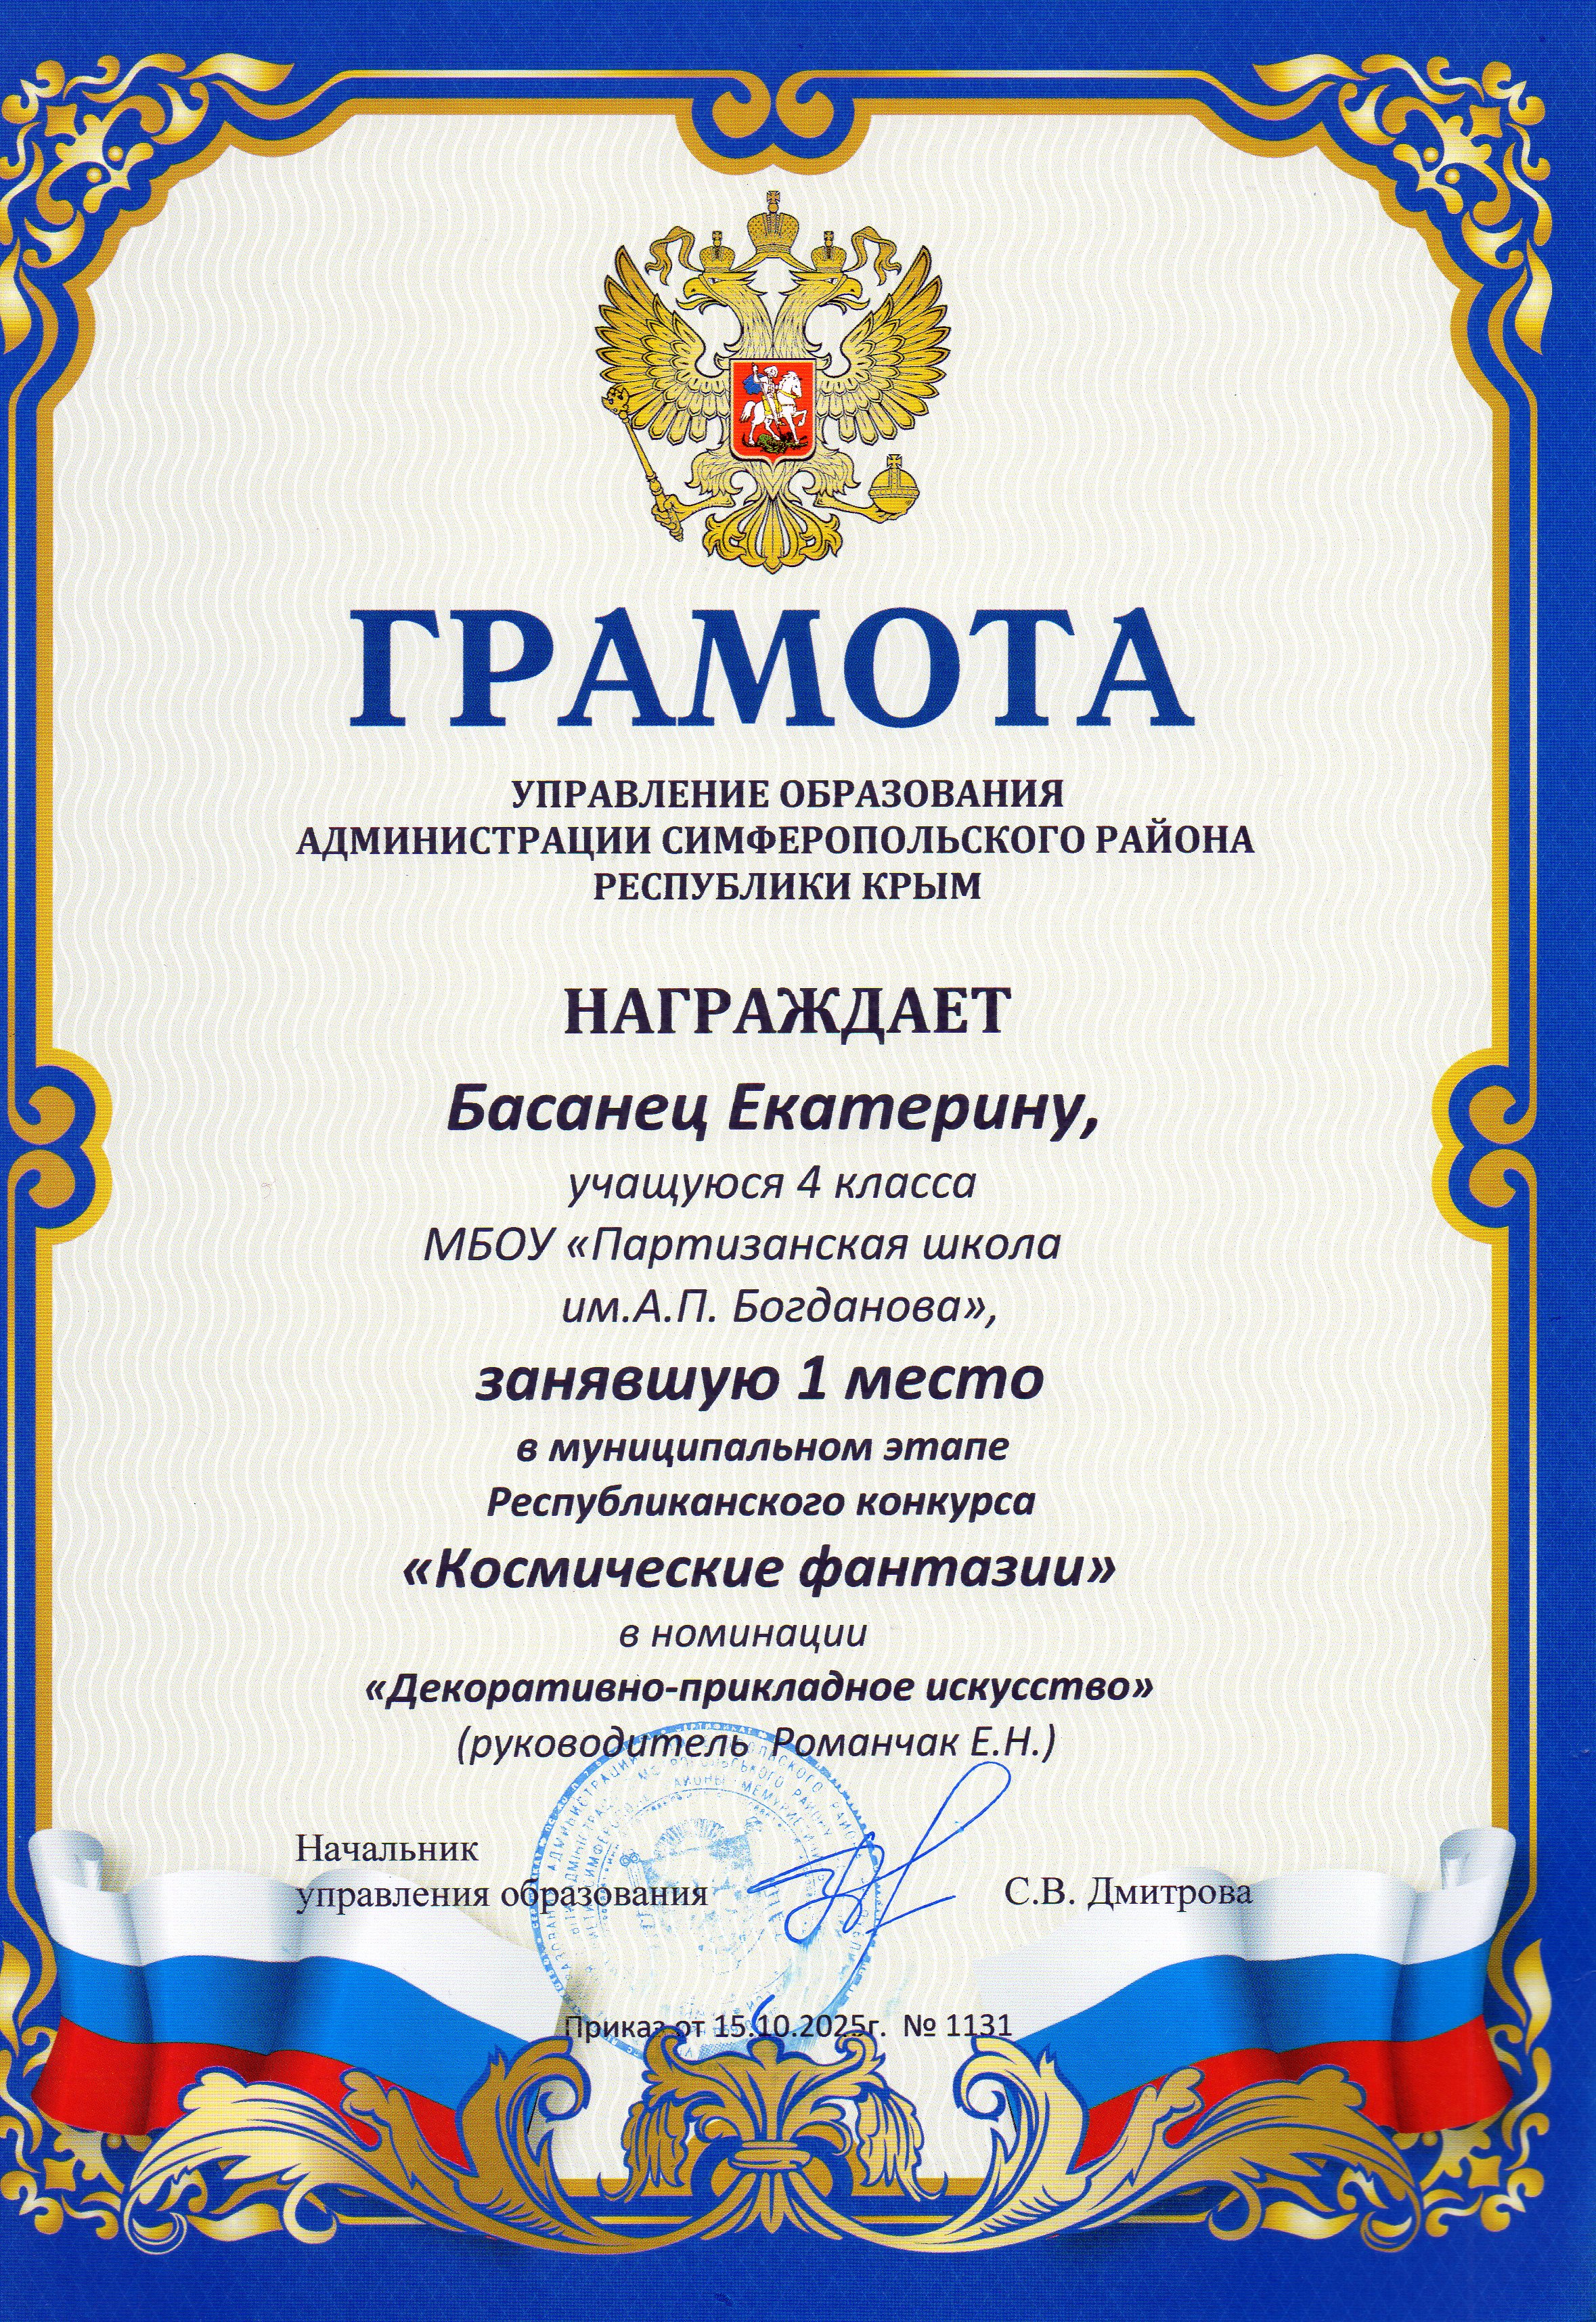 ГРАМОТА
УПРАВЛЕНИЕ ОБРАЗОВАНИЯ
АДМИНИСТРАЦИИ СИМФЕРОПОЛЬСКОГО РАЙОНА
РЕСПУБЛИКИ КРЫМ
НАГРАЖДАЕТ
Басанец Екатерину,
учащуюся 4 класса
МБОУ «Партизанская школа
им.А.П. Богданова»,
занявшую 1 место
в муниципальном этапе
Республиканского конкурса
«Космические фантазии»
в номинации
«Декоративно-прикладное искусство»
(руководитель Романчак Е.Н.)
Начальник
управления образования С.В. Дмитрова
Приказ от 15.10.2025г. № 1131